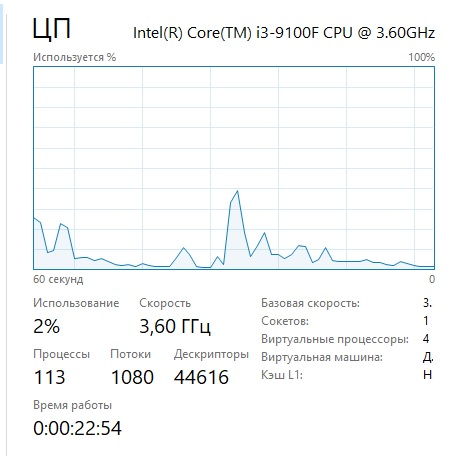 ЦП Intel(R) Core(TM) i3-9100F CPU @ 3.60GHz
Используется % 100%
60 секунд 0
Использование Скорость
2% 3,60 ГГц
Процессы Потоки Дескрипторы
113 1080 44616
Время работы
0:00:22:54
Базовая скорость: 3.
Сокетов: 1
Виртуальные процессоры: 4
Виртуальная машина: Д.
Кэш L1: Н